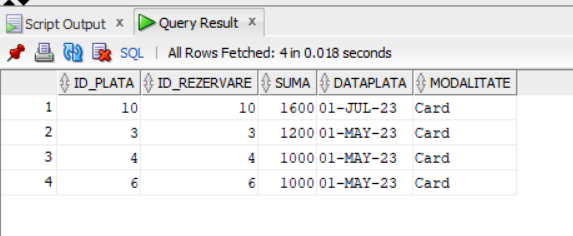 Script Output x Query Result x
SQL | All Rows Fetched: 4 in 0.018 seconds
ID_PLATA ID_REZERVARE SUMA DATAPLATA MODALITATE
1 10 10 1600 01-JUL-23 Card
2 3 3 1200 01-MAY-23 Card
3 4 4 1000 01-MAY-23 Card
4 6 6 1000 01-MAY-23 Card